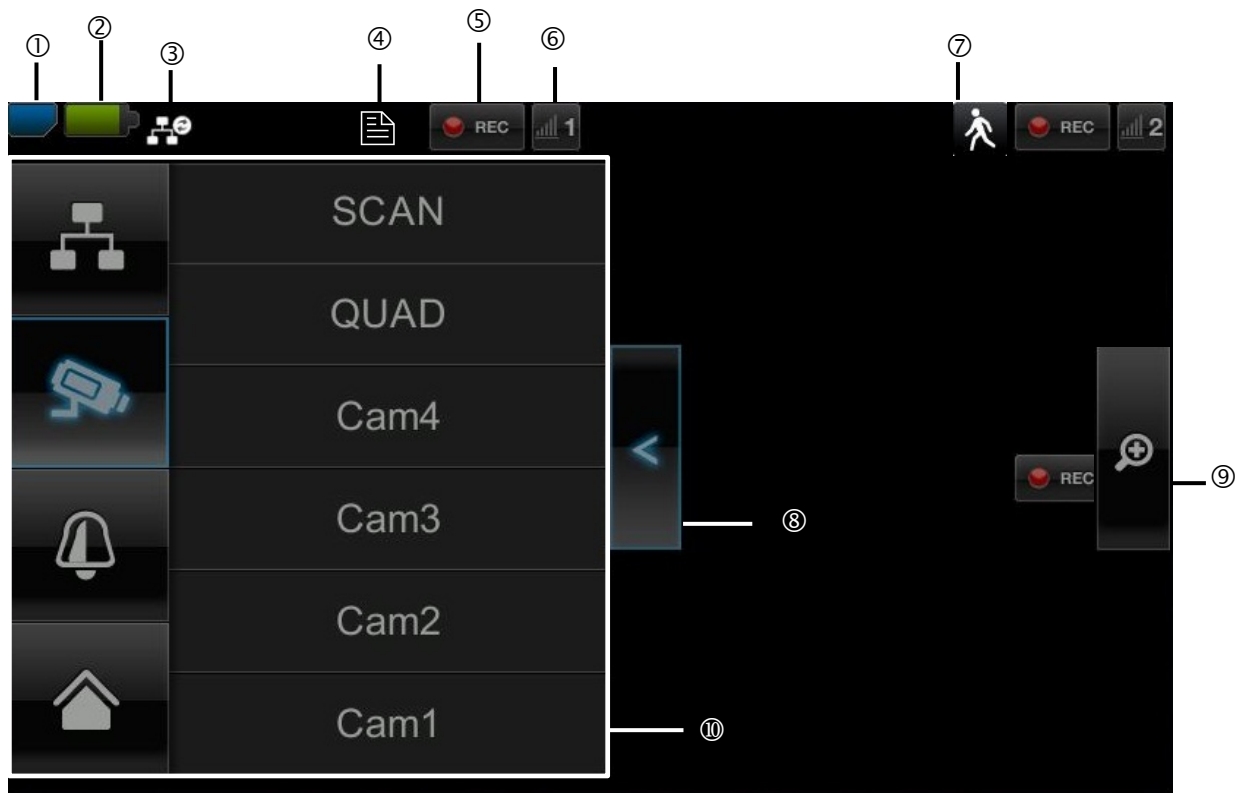 ① ② ③ ④ ⑤ ⑥ ⑦
REC 1 REC 2
SCAN
QUAD
Cam4
<
REC
⑨
Cam3
⑧
Cam2
Cam1
⑩